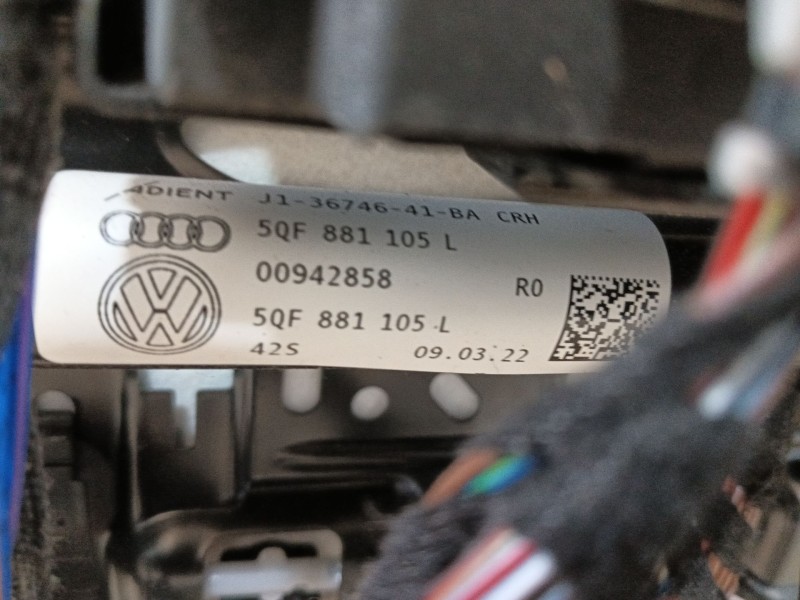 ADIENT J1-36746-41-BA CRH
5QF 881 105 L
00942858
R0
5QF 881 105 L
42S 09.03.22